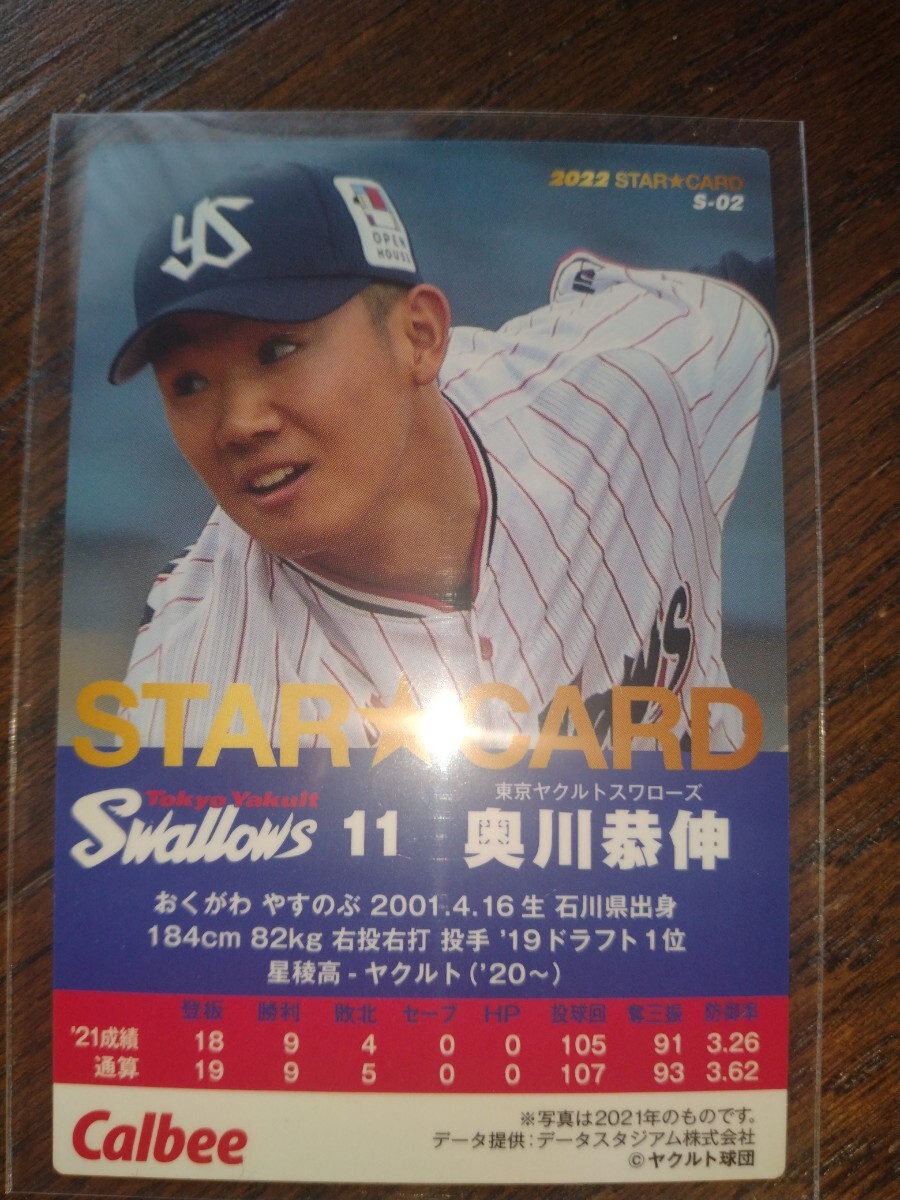 2022 STAR★CARD
S-02
YS
OPEN
HOUSE
STAR★CARD
Tokyo Yakult
Swallows 11
東京ヤクルトスワローズ
奥川恭伸
おくがわ やすのぶ 2001.4.16生 石川県出身
184cm 82kg 右投右打 投手 '19ドラフト1位
星稜高-ヤクルト('20〜)
登板 勝利 敗北 セーブ HP 投球回 奪三振 防御率
'21成績 18 9 4 0 0 105 91 3.26
通算 19 9 5 0 0 107 93 3.62
Calbee
※写真は2021年のものです。
データ提供:データスタジアム株式会社
©ヤクルト球団